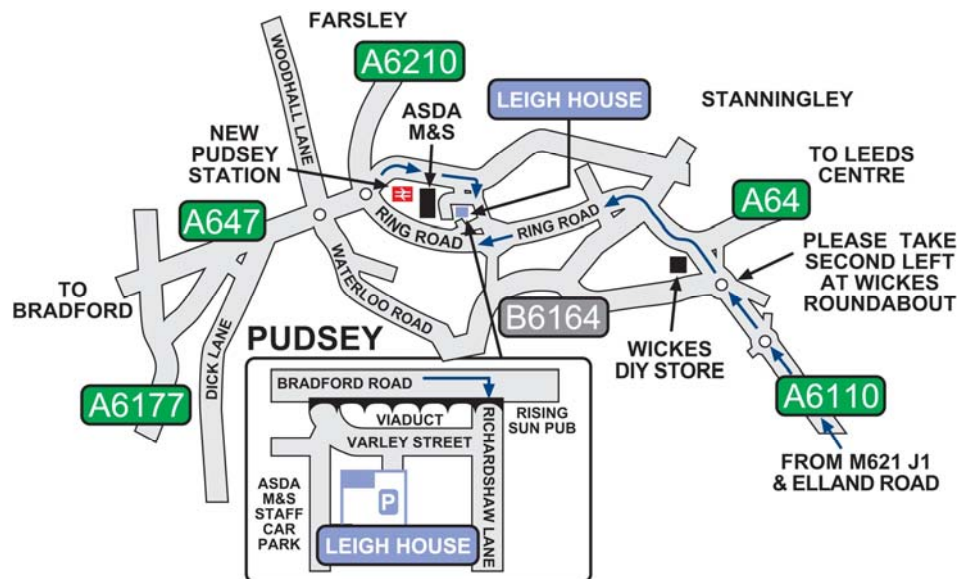 FARSLEY
WOODHALL LANE
A6210
LEIGH HOUSE
STANNINGLEY
ASDA
M&S
NEW
PUDSEY
STATION
TO LEEDS
CENTRE
A64
A647
RING ROAD
RING ROAD
PLEASE TAKE
SECOND LEFT
AT WICKES
ROUNDABOUT
TO
BRADFORD
WATERLOO ROAD
B6164
WICKES
DIY STORE
DICK LANE
A6177
A6110
FROM M621 J1
& ELLAND ROAD
PUDSEY
BRADFORD ROAD
RISING
SUN PUB
VIADUCT
VARLEY STREET
RICHARDSHAW LANE
ASDA
M&S
STAFF
CAR
PARK
P
LEIGH HOUSE